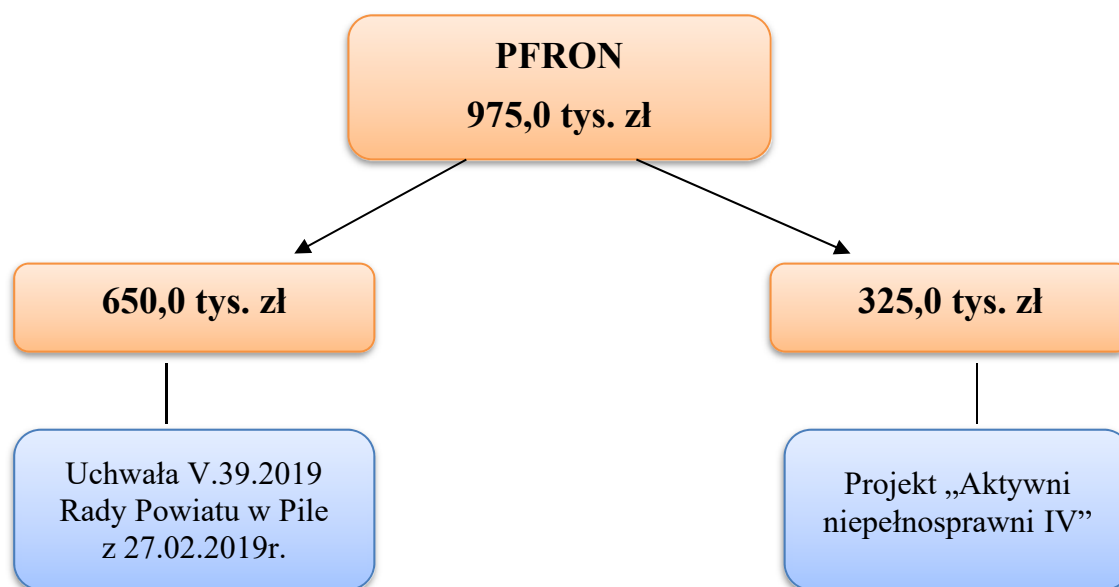 PFRON
975,0 tys. zł
650,0 tys. zł
325,0 tys. zł
Uchwała V.39.2019
Rady Powiatu w Pile
z 27.02.2019r.
Projekt „Aktywni
niepełnosprawni IV”